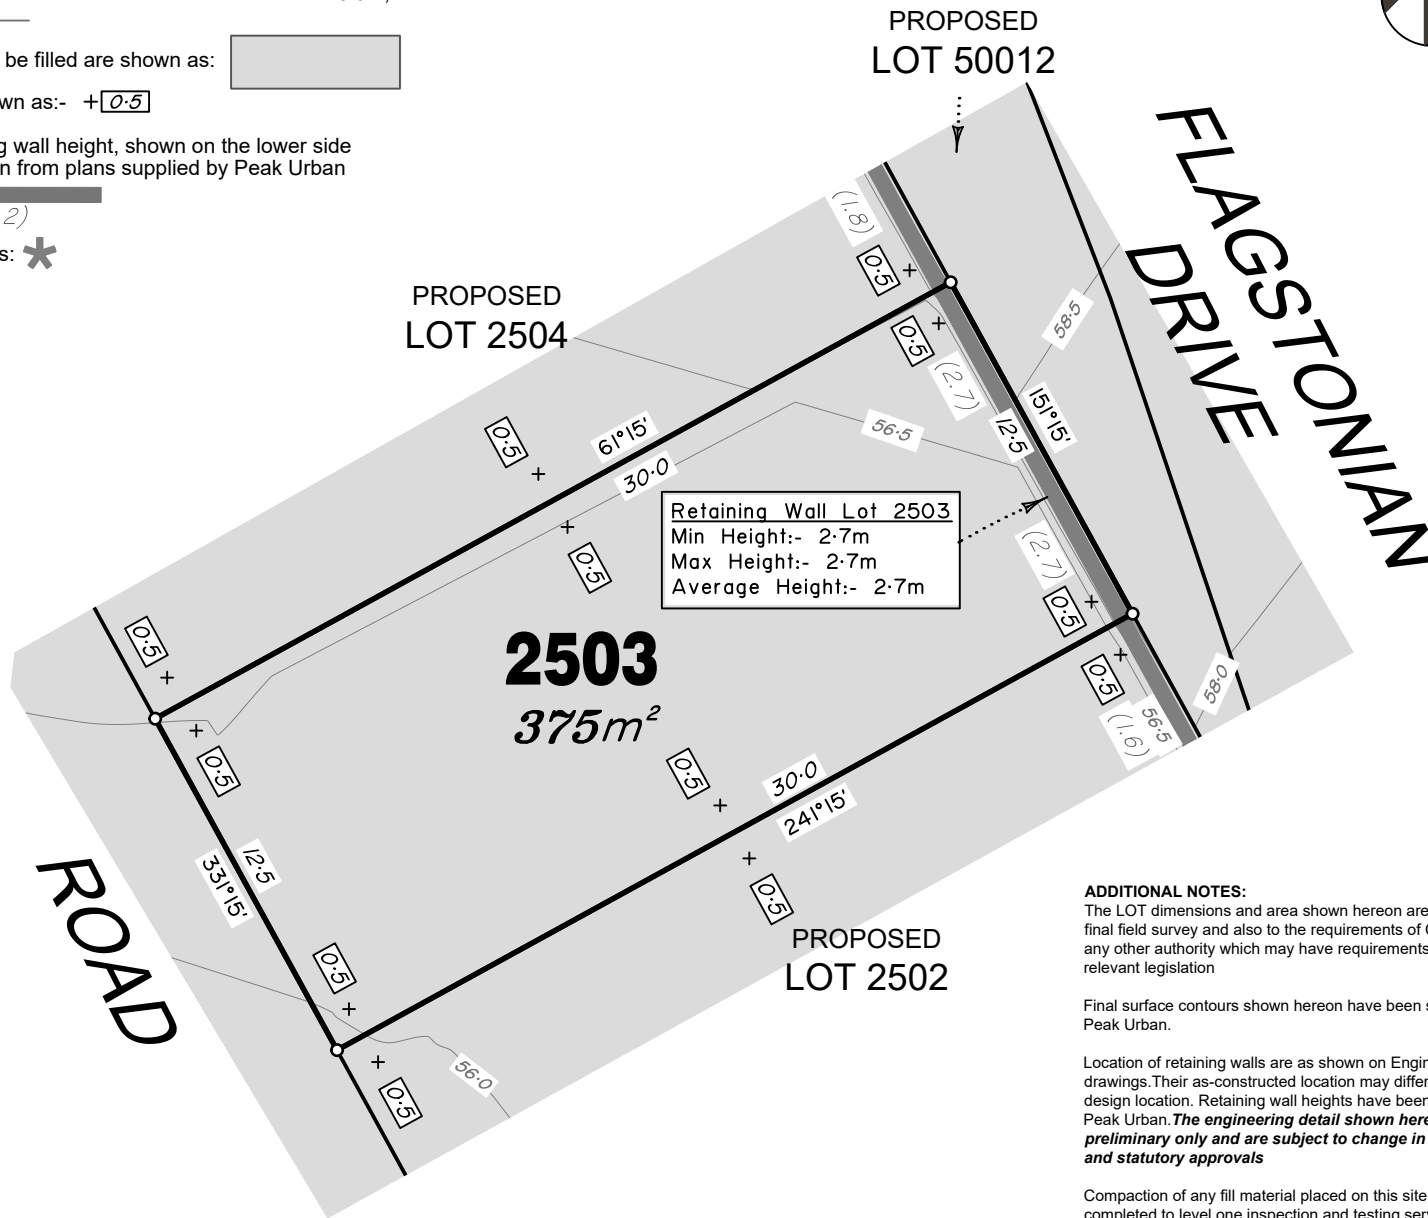 be filled are shown as:
wn as:- + 0·5
g wall height, shown on the lower side
n from plans supplied by Peak Urban
2)
s: *
PROPOSED
LOT 50012
FLAGSTONIAN
DRIVE
PROPOSED
LOT 2504
(1.8)
0·5
0·5
(2.7)
58·5
151°15'
12·5
56·5
0·5
61°15'
30·0
0·5
Retaining Wall Lot 2503
Min Height:- 2·7m
Max Height:- 2·7m
Average Height:- 2·7m
(2.7)
0·5
0·5
0·5
2503
375m²
58·0
56·5
(1.6)
0·5
0·5
30·0
241°15'
0·5
12·5
331°15'
ROAD
0·5
PROPOSED
LOT 2502
56·0
0·5
ADDITIONAL NOTES:
The LOT dimensions and area shown hereon are
final field survey and also to the requirements of
any other authority which may have requirements
relevant legislation
Final surface contours shown hereon have been
Peak Urban.
Location of retaining walls are as shown on Engin
drawings.Their as-constructed location may differ
design location. Retaining wall heights have been
Peak Urban.The engineering detail shown here
preliminary only and are subject to change in
and statutory approvals
Compaction of any fill material placed on this site
completed to level one inspection and testing ser